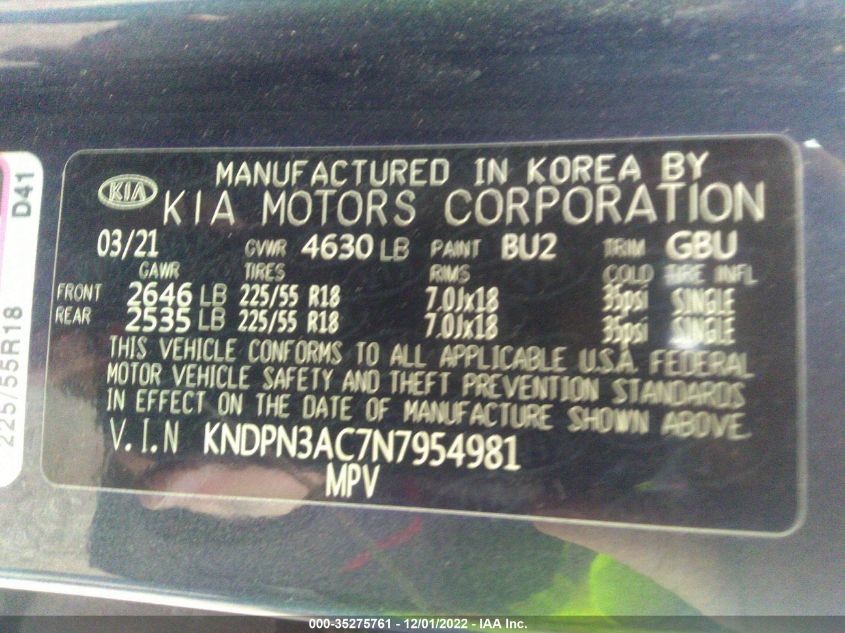 MANUFACTURED IN KOREA BY
KIA KIA MOTORS CORPORATION
03/21 GVWR 4630 LB PAINT BU2 TRIM GBU
GAWR TIRES RIMS COLD TIRE INFL
FRONT 2646 LB 225/55 R18 7.0Jx18 35psi SINGLE
REAR 2535 LB 225/55 R18 7.0Jx18 35psi SINGLE
THIS VEHICLE CONFORMS TO ALL APPLICABLE U.S.A. FEDERAL
MOTOR VEHICLE SAFETY AND THEFT PREVENTION STANDARDS
IN EFFECT ON THE DATE OF MANUFACTURE SHOWN ABOVE.
V.I.N KNDPN3AC7N7954981
MPV
D41
225/55R18
000-35275761 - 12/01/2022 - IAA Inc.